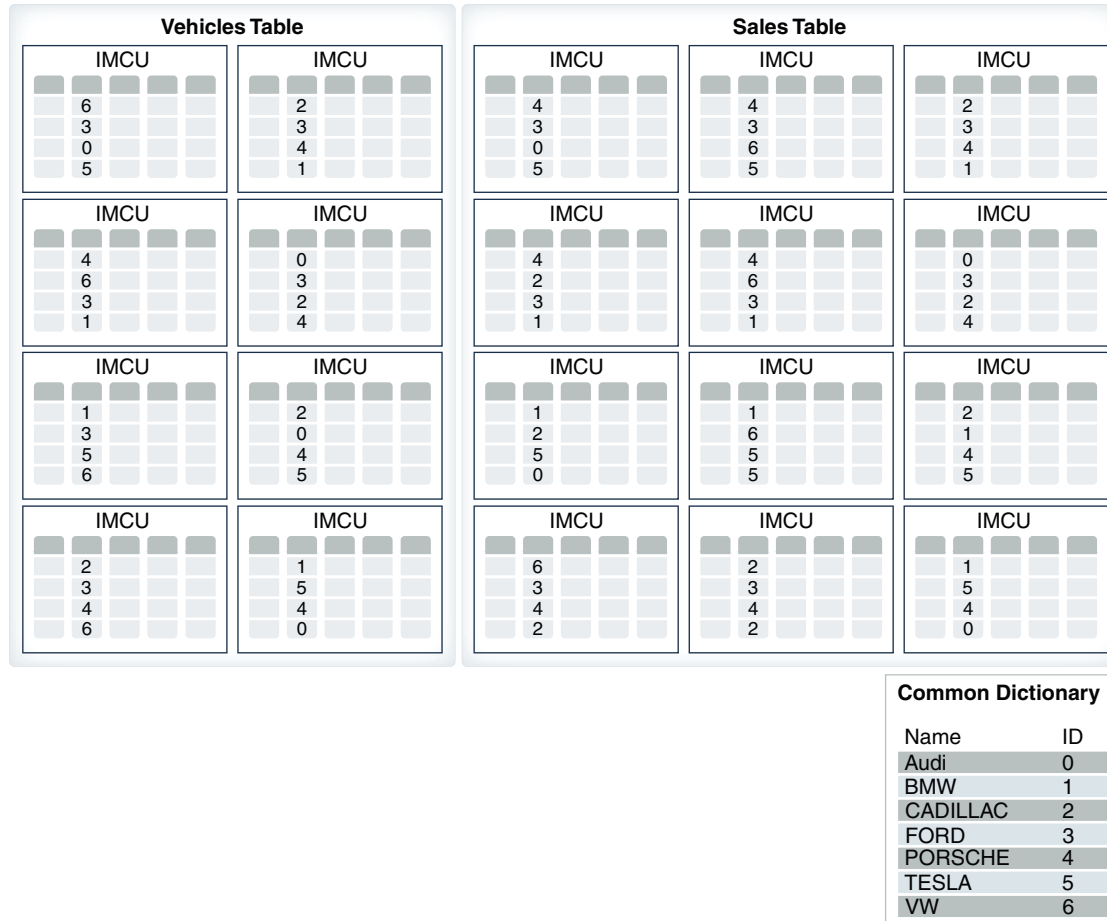 Vehicles Table
IMCU IMCU
6 2
3 3
0 4
5 1
IMCU IMCU
4 0
6 3
3 2
1 4
IMCU IMCU
1 2
3 0
5 4
6 5
IMCU IMCU
2 1
3 5
4 4
6 0
Sales Table
IMCU IMCU IMCU
4 4 2
3 3 3
0 6 4
5 5 1
IMCU IMCU IMCU
4 4 0
2 6 3
3 3 2
1 1 4
IMCU IMCU IMCU
1 1 2
2 6 1
5 5 4
0 5 5
IMCU IMCU IMCU
6 2 1
3 3 5
4 4 4
2 2 0
Common Dictionary
Name ID
Audi 0
BMW 1
CADILLAC 2
FORD 3
PORSCHE 4
TESLA 5
VW 6